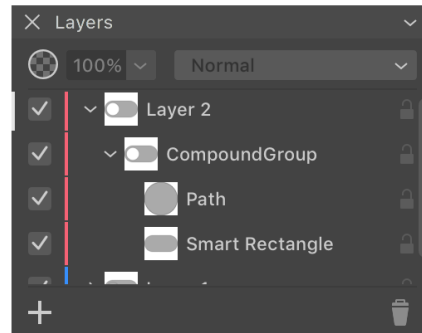 Layers
100% Normal
Layer 2
CompoundGroup
Path
Smart Rectangle